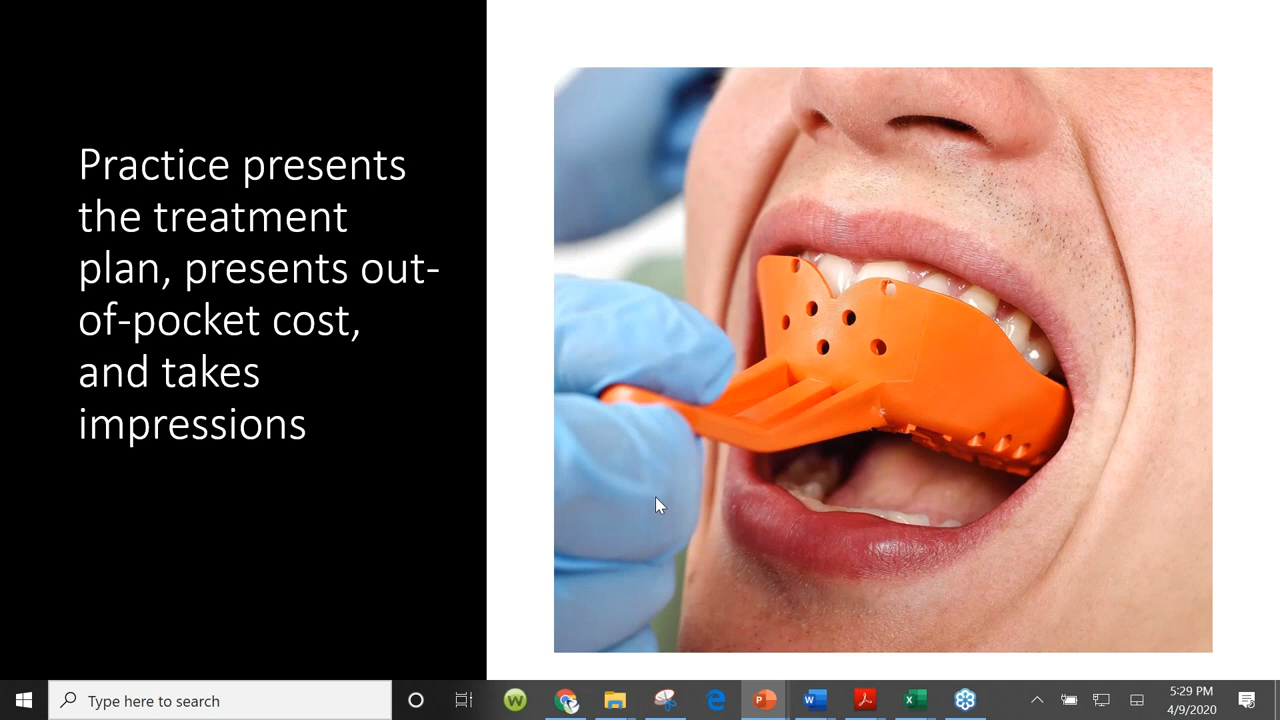 Practice presents
the treatment
plan, presents out-
of-pocket cost,
and takes
impressions
Type here to search
5:29 PM
4/9/2020